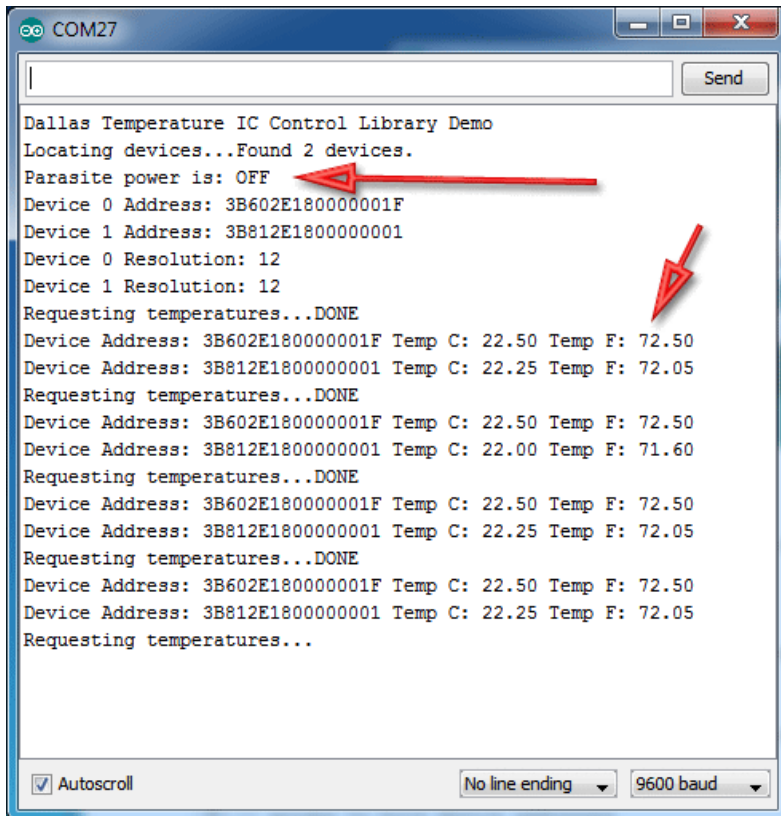 COM27
Send
Dallas Temperature IC Control Library Demo
Locating devices...Found 2 devices.
Parasite power is: OFF
Device 0 Address: 3B602E180000001F
Device 1 Address: 3B812E1800000001
Device 0 Resolution: 12
Device 1 Resolution: 12
Requesting temperatures...DONE
Device Address: 3B602E180000001F Temp C: 22.50 Temp F: 72.50
Device Address: 3B812E1800000001 Temp C: 22.25 Temp F: 72.05
Requesting temperatures...DONE
Device Address: 3B602E180000001F Temp C: 22.50 Temp F: 72.50
Device Address: 3B812E1800000001 Temp C: 22.00 Temp F: 71.60
Requesting temperatures...DONE
Device Address: 3B602E180000001F Temp C: 22.50 Temp F: 72.50
Device Address: 3B812E1800000001 Temp C: 22.25 Temp F: 72.05
Requesting temperatures...DONE
Device Address: 3B602E180000001F Temp C: 22.50 Temp F: 72.50
Device Address: 3B812E1800000001 Temp C: 22.25 Temp F: 72.05
Requesting temperatures...
Autoscroll No line ending 9600 baud